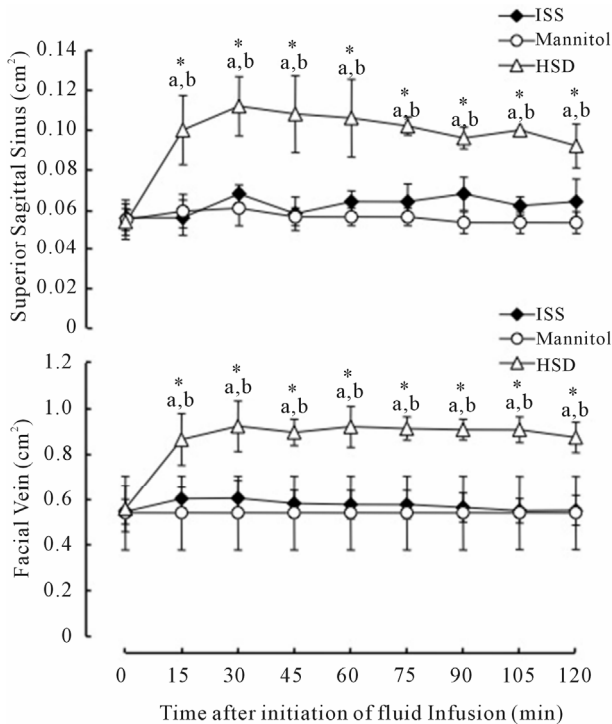 ISS
Mannitol
HSD
Superior Sagittal Sinus (cm²)
0.14
0.12
0.10
0.08
0.06
0.04
0.02
0
* * * * * * * *
a,b a,b a,b a,b a,b a,b a,b a,b
ISS
Mannitol
HSD
Facial Vein (cm²)
1.2
1.0
0.8
0.6
0.4
0.2
0
* * * * * * * *
a,b a,b a,b a,b a,b a,b a,b a,b
0 15 30 45 60 75 90 105 120
Time after initiation of fluid Infusion (min)